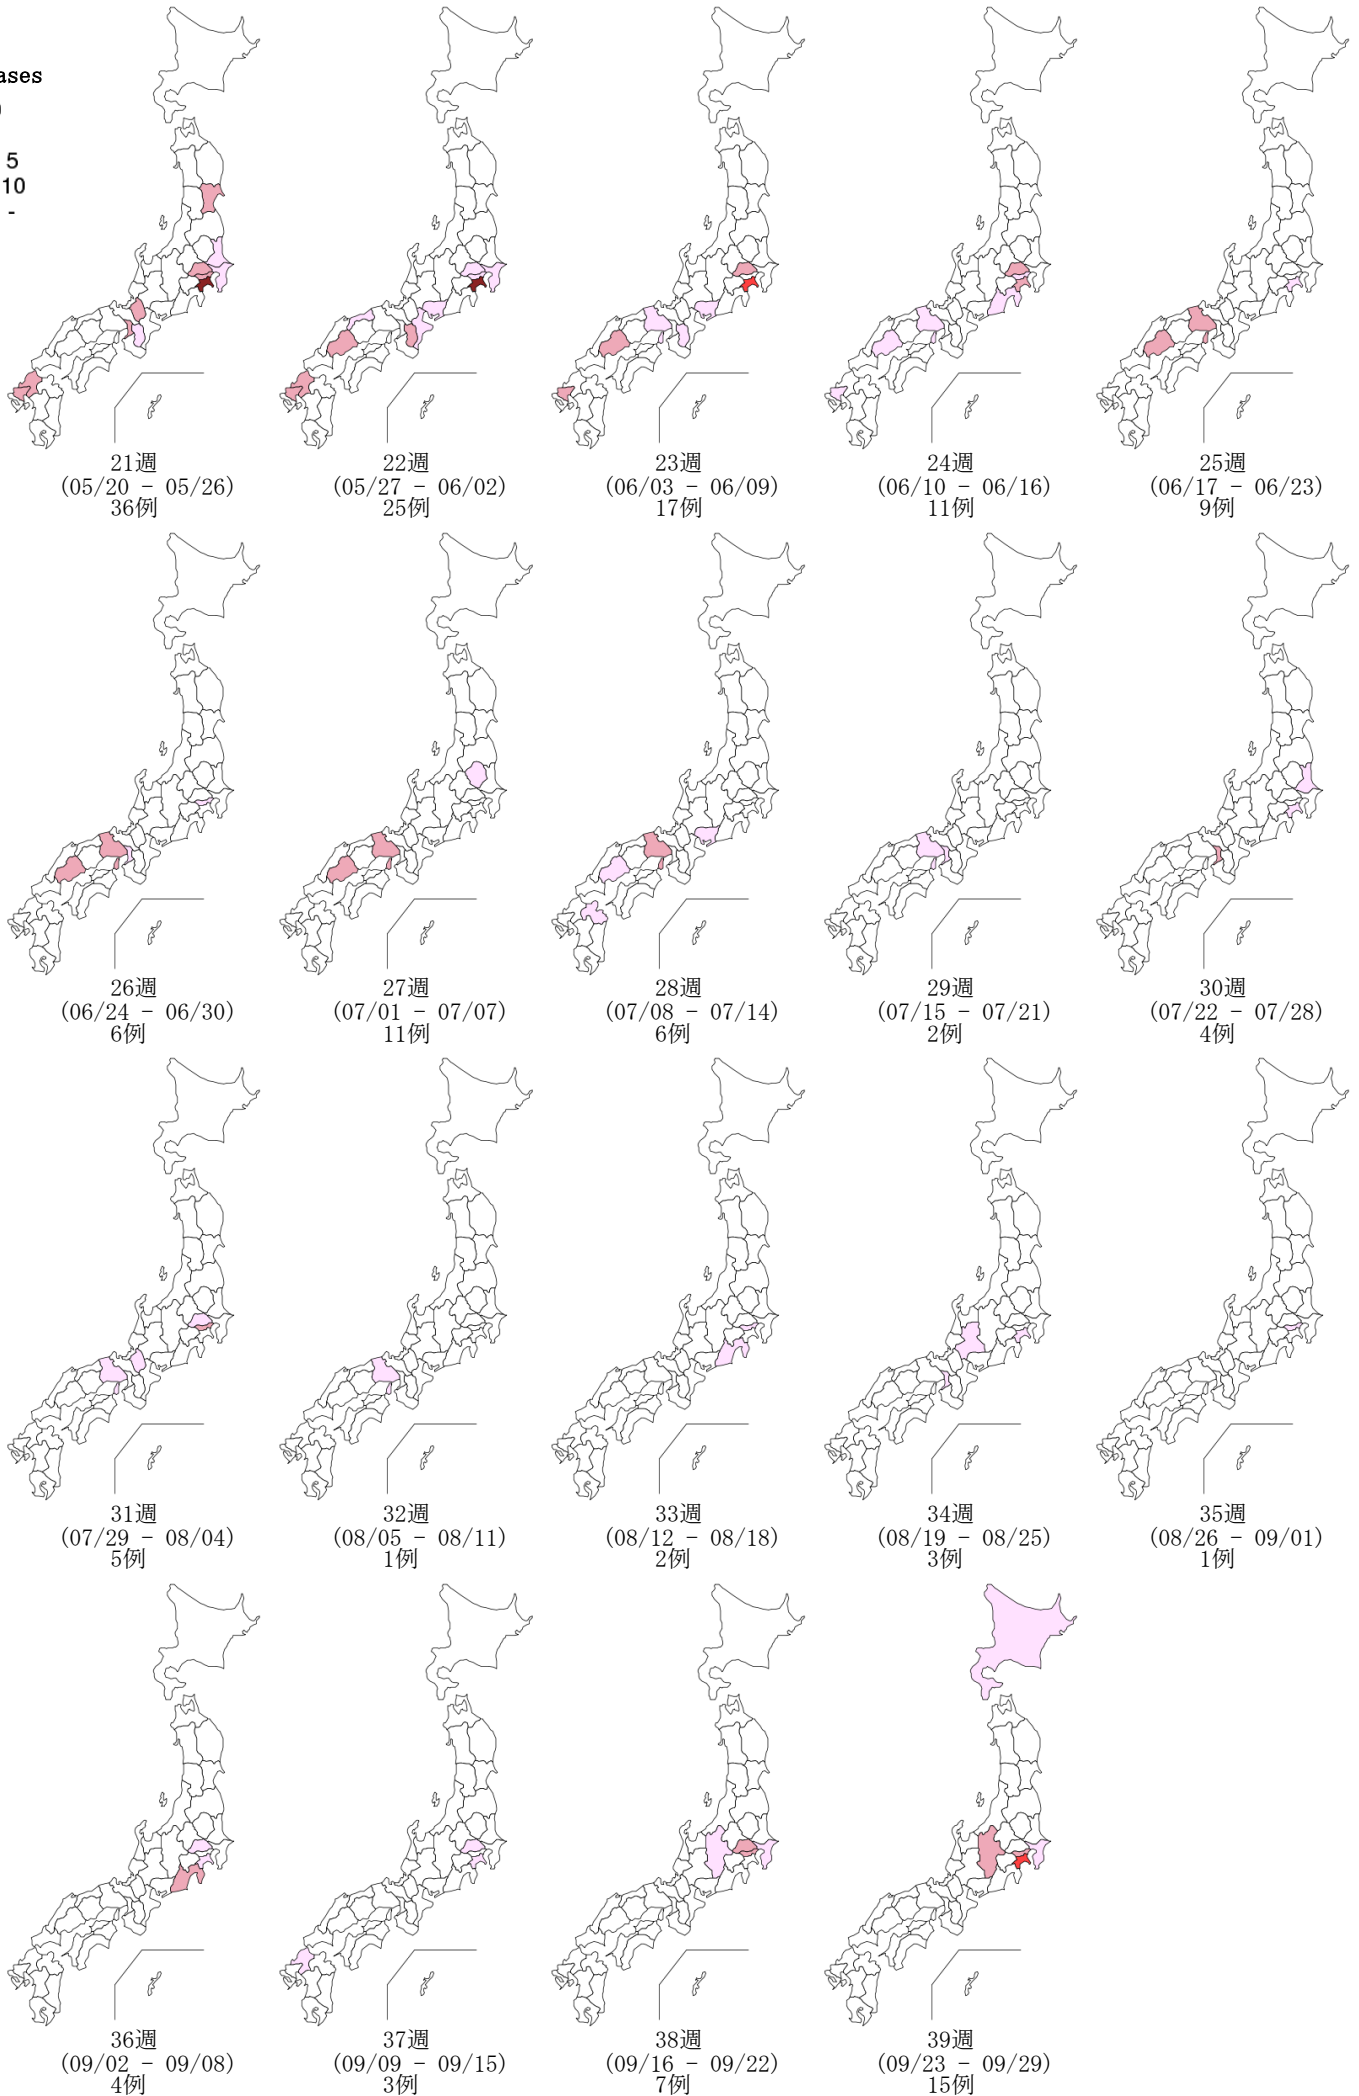 ases
5
10
-
21週
(05/20 - 05/26)
36例
22週
(05/27 - 06/02)
25例
23週
(06/03 - 06/09)
17例
24週
(06/10 - 06/16)
11例
25週
(06/17 - 06/23)
9例
26週
(06/24 - 06/30)
6例
27週
(07/01 - 07/07)
11例
28週
(07/08 - 07/14)
6例
29週
(07/15 - 07/21)
2例
30週
(07/22 - 07/28)
4例
31週
(07/29 - 08/04)
5例
32週
(08/05 - 08/11)
1例
33週
(08/12 - 08/18)
2例
34週
(08/19 - 08/25)
3例
35週
(08/26 - 09/01)
1例
36週
(09/02 - 09/08)
4例
37週
(09/09 - 09/15)
3例
38週
(09/16 - 09/22)
7例
39週
(09/23 - 09/29)
15例